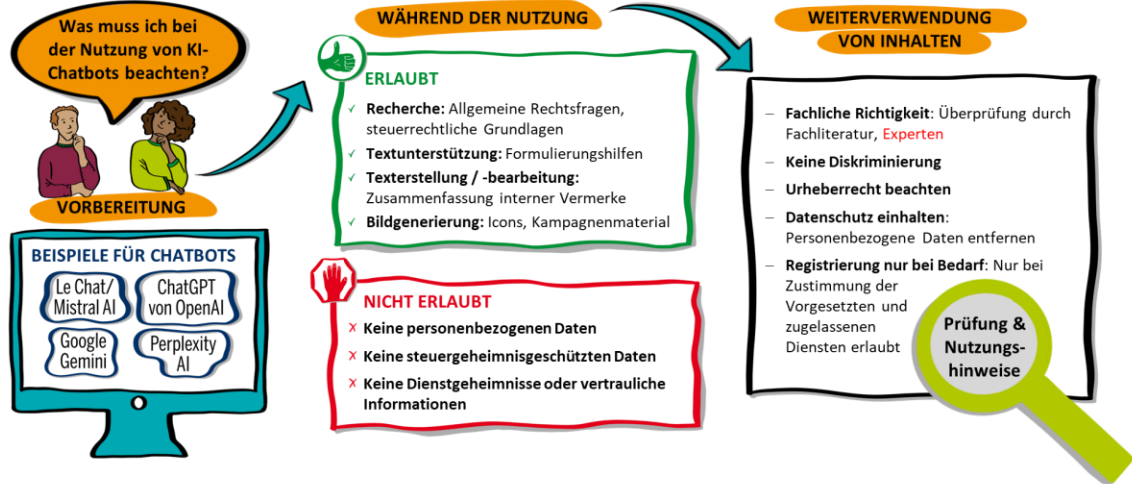 Was muss ich bei
der Nutzung von KI-
Chatbots beachten?
VORBEREITUNG
BEISPIELE FÜR CHATBOTS
Le Chat/
Mistral AI
ChatGPT
von OpenAI
Google
Gemini
Perplexity
AI
WÄHREND DER NUTZUNG
ERLAUBT
✓ Recherche: Allgemeine Rechtsfragen,
steuerrechtliche Grundlagen
✓ Textunterstützung: Formulierungshilfen
✓ Texterstellung / -bearbeitung:
Zusammenfassung interner Vermerke
✓ Bildgenerierung: Icons, Kampagnenmaterial
NICHT ERLAUBT
✗ Keine personenbezogenen Daten
✗ Keine steuergeheimnisgeschützten Daten
✗ Keine Dienstgeheimnisse oder vertrauliche
Informationen
WEITERVERWENDUNG
VON INHALTEN
– Fachliche Richtigkeit: Überprüfung durch
Fachliteratur, Experten
– Keine Diskriminierung
– Urheberrecht beachten
– Datenschutz einhalten:
Personenbezogene Daten entfernen
– Registrierung nur bei Bedarf: Nur bei
Zustimmung der
Vorgesetzten und
zugelassenen
Diensten erlaubt
Prüfung &
Nutzungs-
hinweise